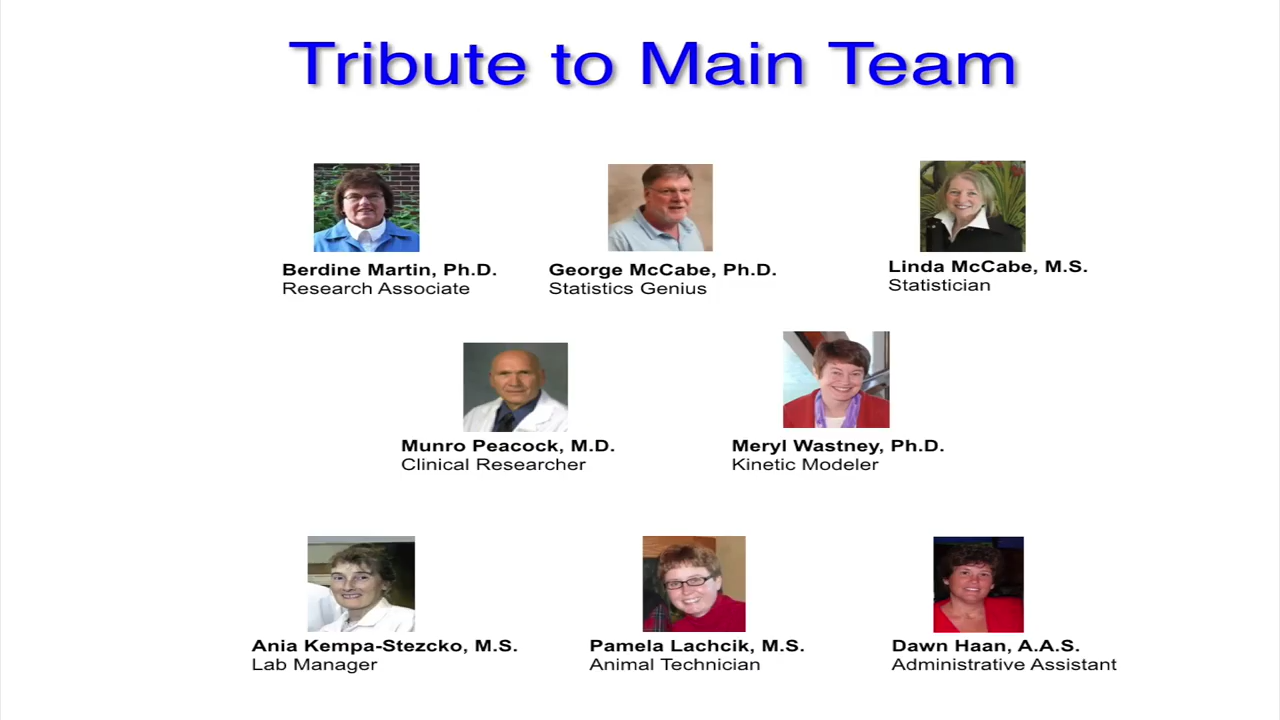 Tribute to Main Team
Berdine Martin, Ph.D.
Research Associate
George McCabe, Ph.D.
Statistics Genius
Linda McCabe, M.S.
Statistician
Munro Peacock, M.D.
Clinical Researcher
Meryl Wastney, Ph.D.
Kinetic Modeler
Ania Kempa-Stezcko, M.S.
Lab Manager
Pamela Lachcik, M.S.
Animal Technician
Dawn Haan, A.A.S.
Administrative Assistant